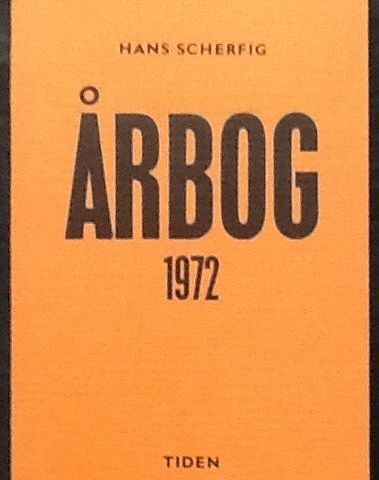 HANS SCHERFIG
ÅRBOG
1972
TIDEN